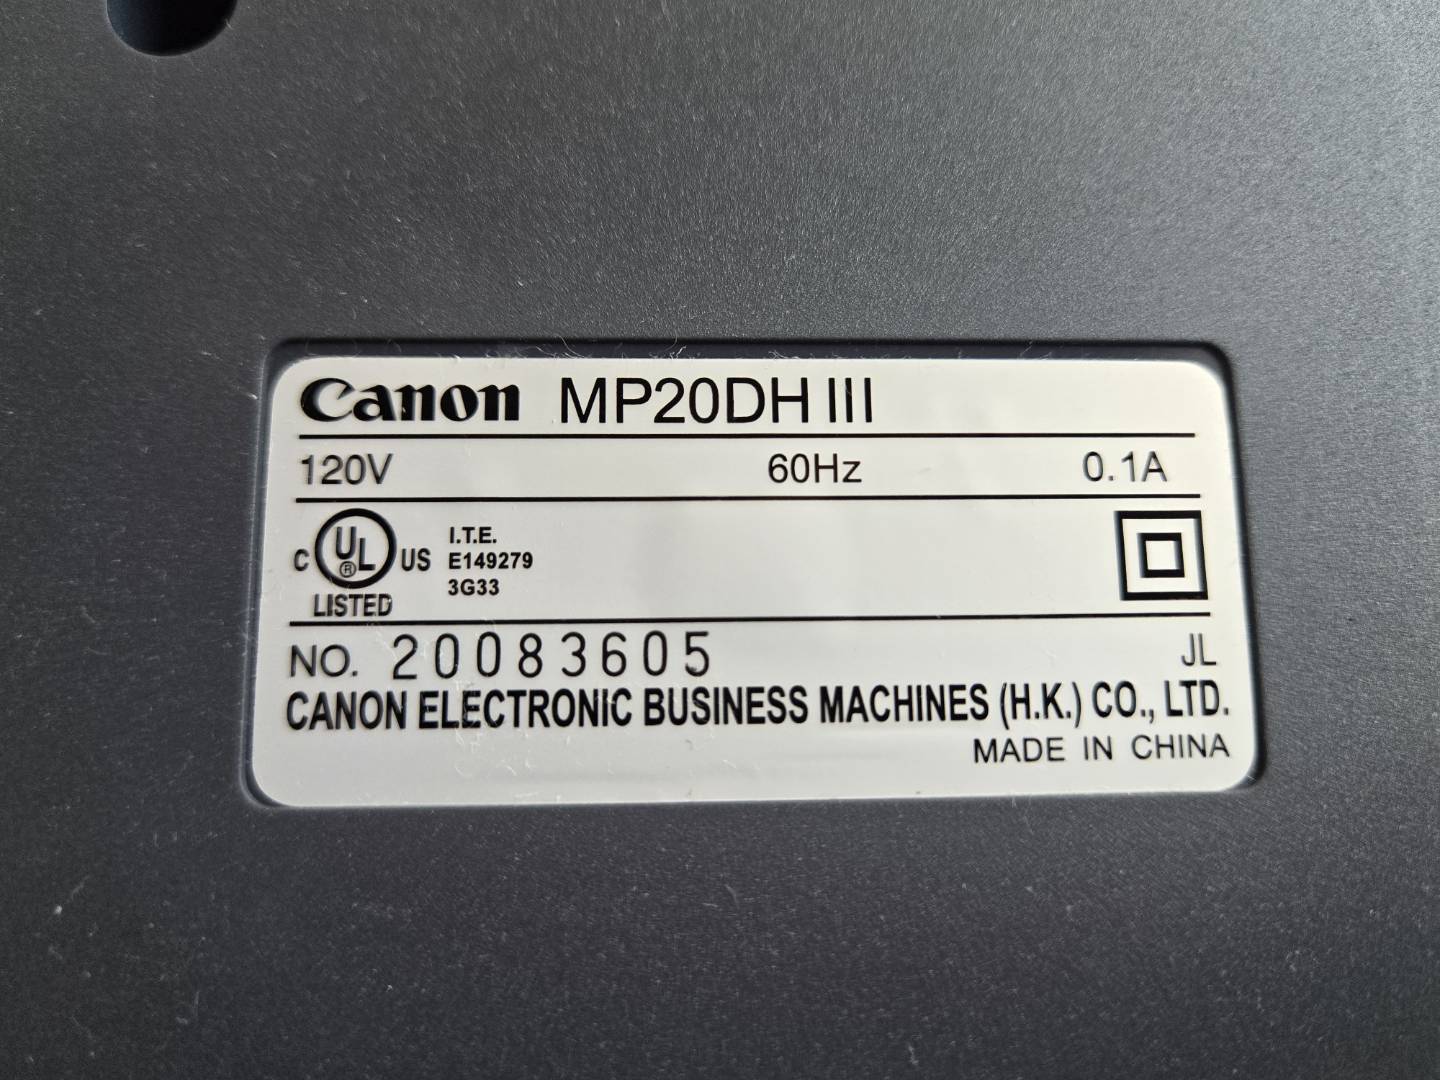 Canon MP20DH III
120V 60Hz 0.1A
C UL® US LISTED
I.T.E.
E149279
3G33
NO. 20083605 JL
CANON ELECTRONIC BUSINESS MACHINES (H.K.) CO., LTD.
MADE IN CHINA